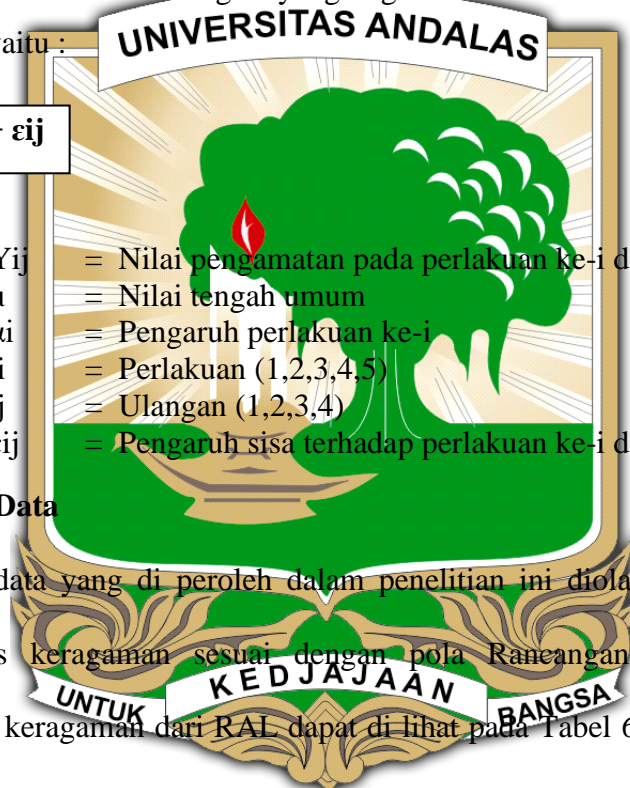 UNIVERSITAS ANDALAS
aitu :
εij
Yij = Nilai pengamatan pada perlakuan ke-i d
= Nilai tengah umum
αi = Pengaruh perlakuan ke-i
i = Perlakuan (1,2,3,4,5)
j = Ulangan (1,2,3,4)
εij = Pengaruh sisa terhadap perlakuan ke-i d
Data
data yang di peroleh dalam penelitian ini diola
s keragaman sesuai dengan pola Rancangan
keragaman dari RAL dapat di lihat pada Tabel 6
UNTUK KEDJAJAAN BANGSA